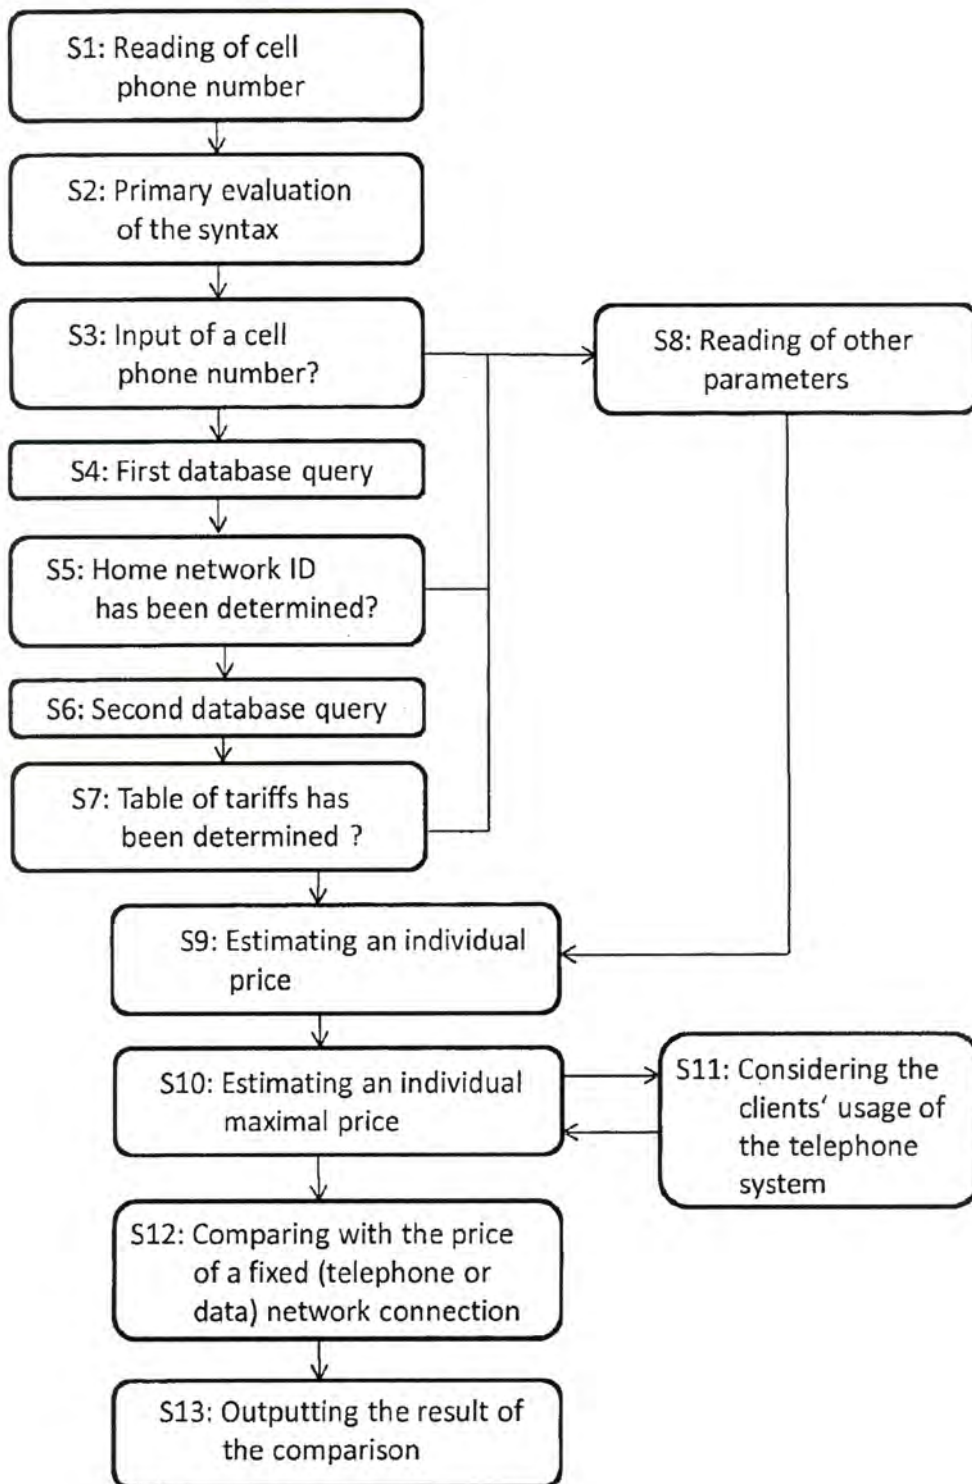 S1: Reading of cell
phone number
S2: Primary evaluation
of the syntax
S3: Input of a cell
phone number?
S8: Reading of other
parameters
S4: First database query
S5: Home network ID
has been determined?
S6: Second database query
S7: Table of tariffs has
been determined ?
S9: Estimating an individual
price
S10: Estimating an individual
maximal price
S11: Considering the
clients‘ usage of
the telephone
system
S12: Comparing with the price
of a fixed (telephone or
data) network connection
S13: Outputting the result of
the comparison